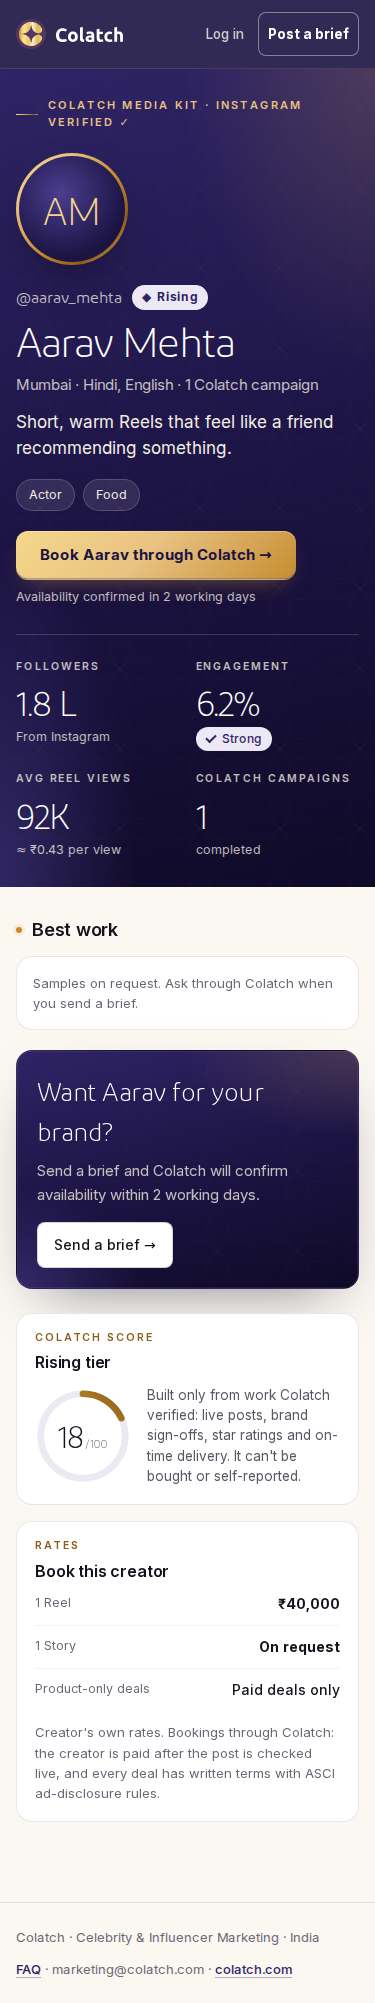 Colatch
Log in
Post a brief
COLATCH MEDIA KIT · INSTAGRAM
VERIFIED ✓
AM
@aarav_mehta
◆ Rising
Aarav Mehta
Mumbai · Hindi, English · 1 Colatch campaign
Short, warm Reels that feel like a friend
recommending something.
Actor
Food
Book Aarav through Colatch →
Availability confirmed in 2 working days
FOLLOWERS
1.8 L
From Instagram
ENGAGEMENT
6.2%
✓ Strong
AVG REEL VIEWS
92K
≈ ₹0.43 per view
COLATCH CAMPAIGNS
1
completed
Best work
Samples on request. Ask through Colatch when
you send a brief.
Want Aarav for your
brand?
Send a brief and Colatch will confirm
availability within 2 working days.
Send a brief →
COLATCH SCORE
Rising tier
18/100
Built only from work Colatch
verified: live posts, brand
sign-offs, star ratings and on-
time delivery. It can't be
bought or self-reported.
RATES
Book this creator
1 Reel
₹40,000
1 Story
On request
Product-only deals
Paid deals only
Creator's own rates. Bookings through Colatch:
the creator is paid after the post is checked
live, and every deal has written terms with ASCI
ad-disclosure rules.
Colatch · Celebrity & Influencer Marketing · India
FAQ · marketing@colatch.com · colatch.com